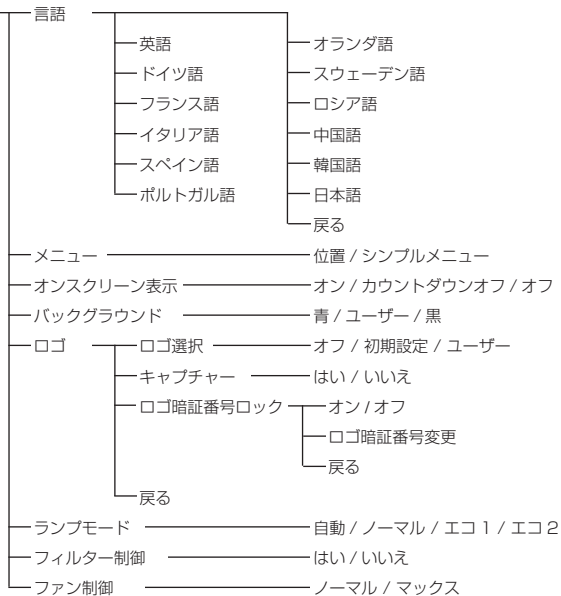 言語
英語 オランダ語
ドイツ語 スウェーデン語
フランス語 ロシア語
イタリア語 中国語
スペイン語 韓国語
ポルトガル語 日本語
戻る
メニュー 位置 / シンプルメニュー
オンスクリーン表示 オン / カウントダウンオフ / オフ
バックグラウンド 青 / ユーザー / 黒
ロゴ ロゴ選択 オフ / 初期設定 / ユーザー
キャプチャー はい / いいえ
ロゴ暗証番号ロック オン / オフ
ロゴ暗証番号変更
戻る
戻る
ランプモード 自動 / ノーマル / エコ 1 / エコ 2
フィルター制御 はい / いいえ
ファン制御 ノーマル / マックス